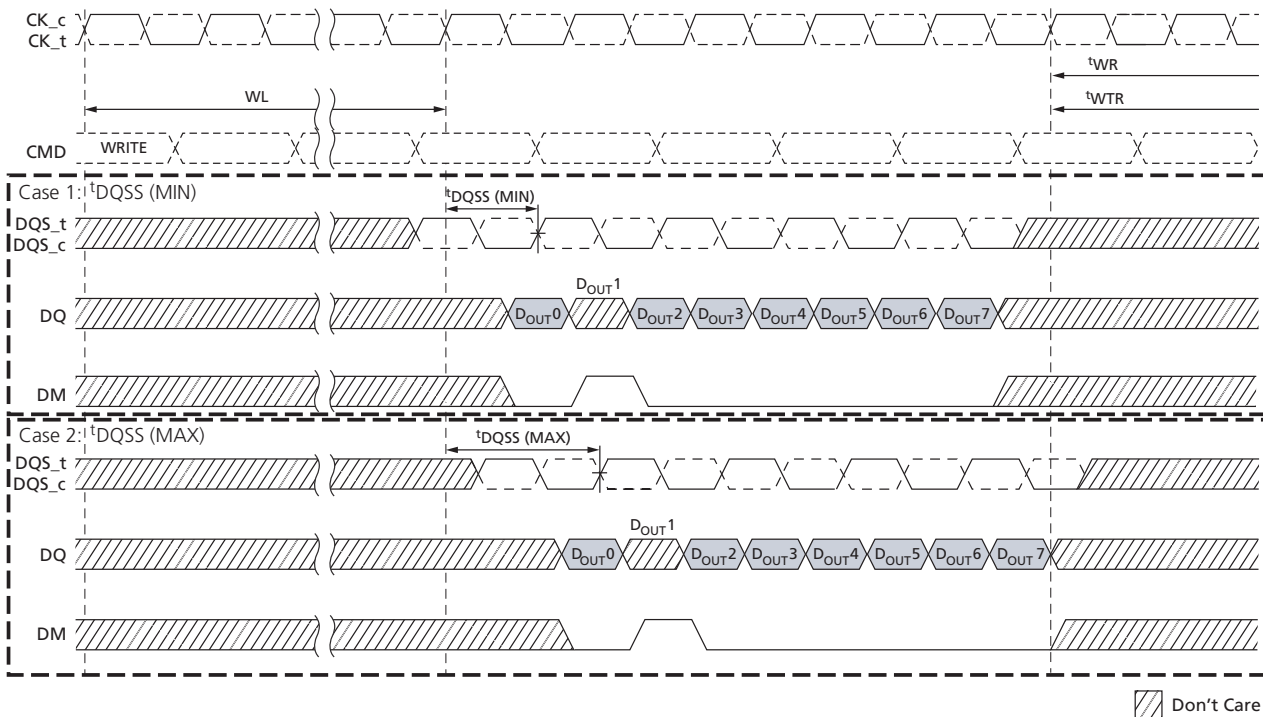 CK_c
CK_t
tWR
WL
tWTR
CMD WRITE
Case 1: tDQSS (MIN)
tDQSS (MIN)
DQS_t
DQS_c
DOUT1
DQ DOUT0 DOUT2 DOUT3 DOUT4 DOUT5 DOUT6 DOUT7
DM
Case 2: tDQSS (MAX)
tDQSS (MAX)
DQS_t
DQS_c
DOUT1
DQ DOUT0 DOUT2 DOUT3 DOUT4 DOUT5 DOUT6 DOUT 7
DM
Don't Care